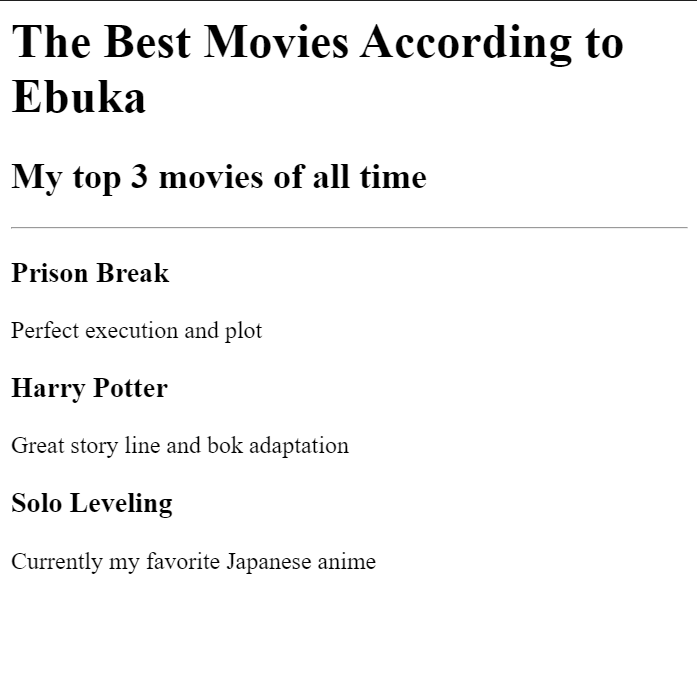 The Best Movies According to
Ebuka
My top 3 movies of all time
Prison Break
Perfect execution and plot
Harry Potter
Great story line and bok adaptation
Solo Leveling
Currently my favorite Japanese anime